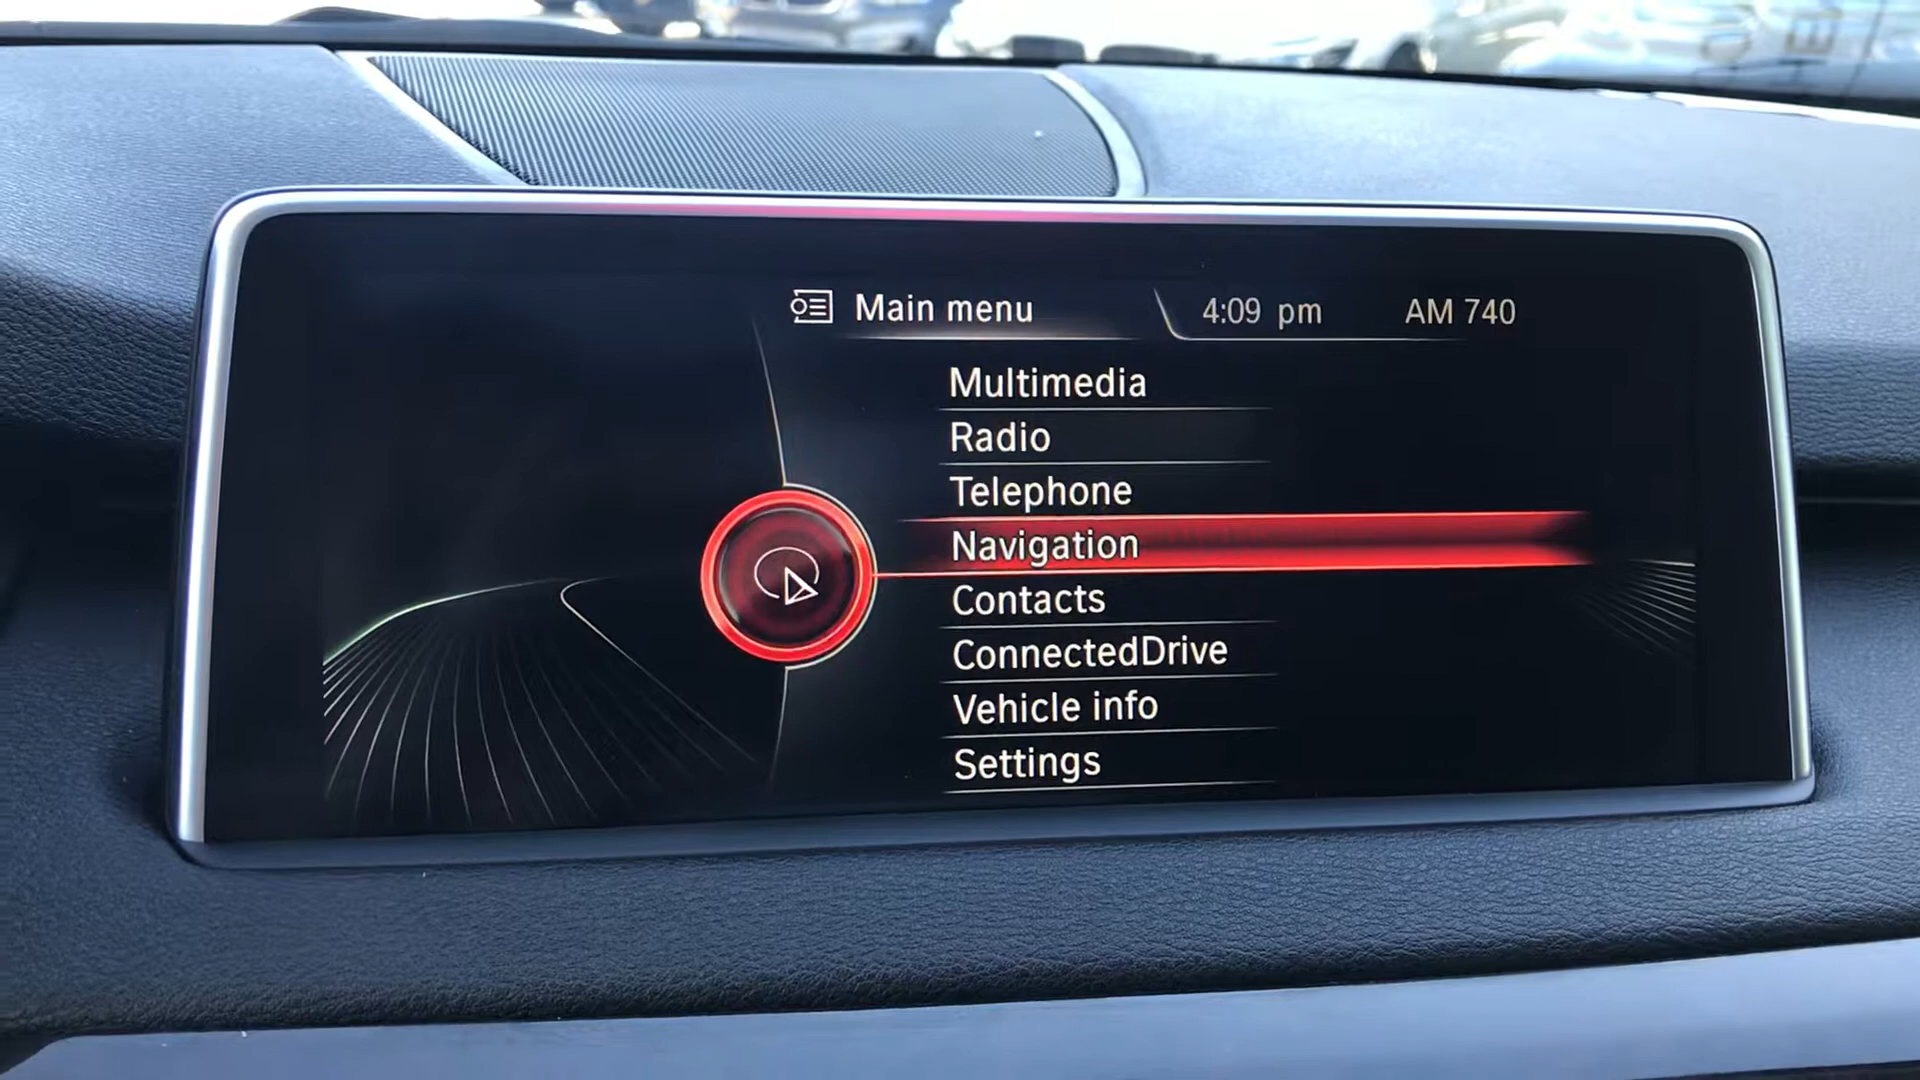 Main menu
4:09 pm
AM 740
Multimedia
Radio
Telephone
Navigation
Contacts
ConnectedDrive
Vehicle info
Settings